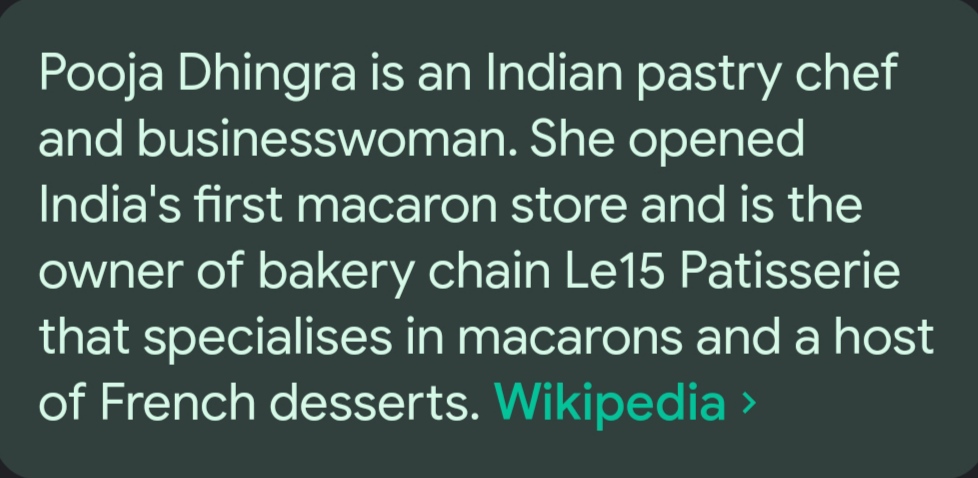 Pooja Dhingra is an Indian pastry chef
and businesswoman. She opened
India's first macaron store and is the
owner of bakery chain Le15 Patisserie
that specialises in macarons and a host
of French desserts. Wikipedia >